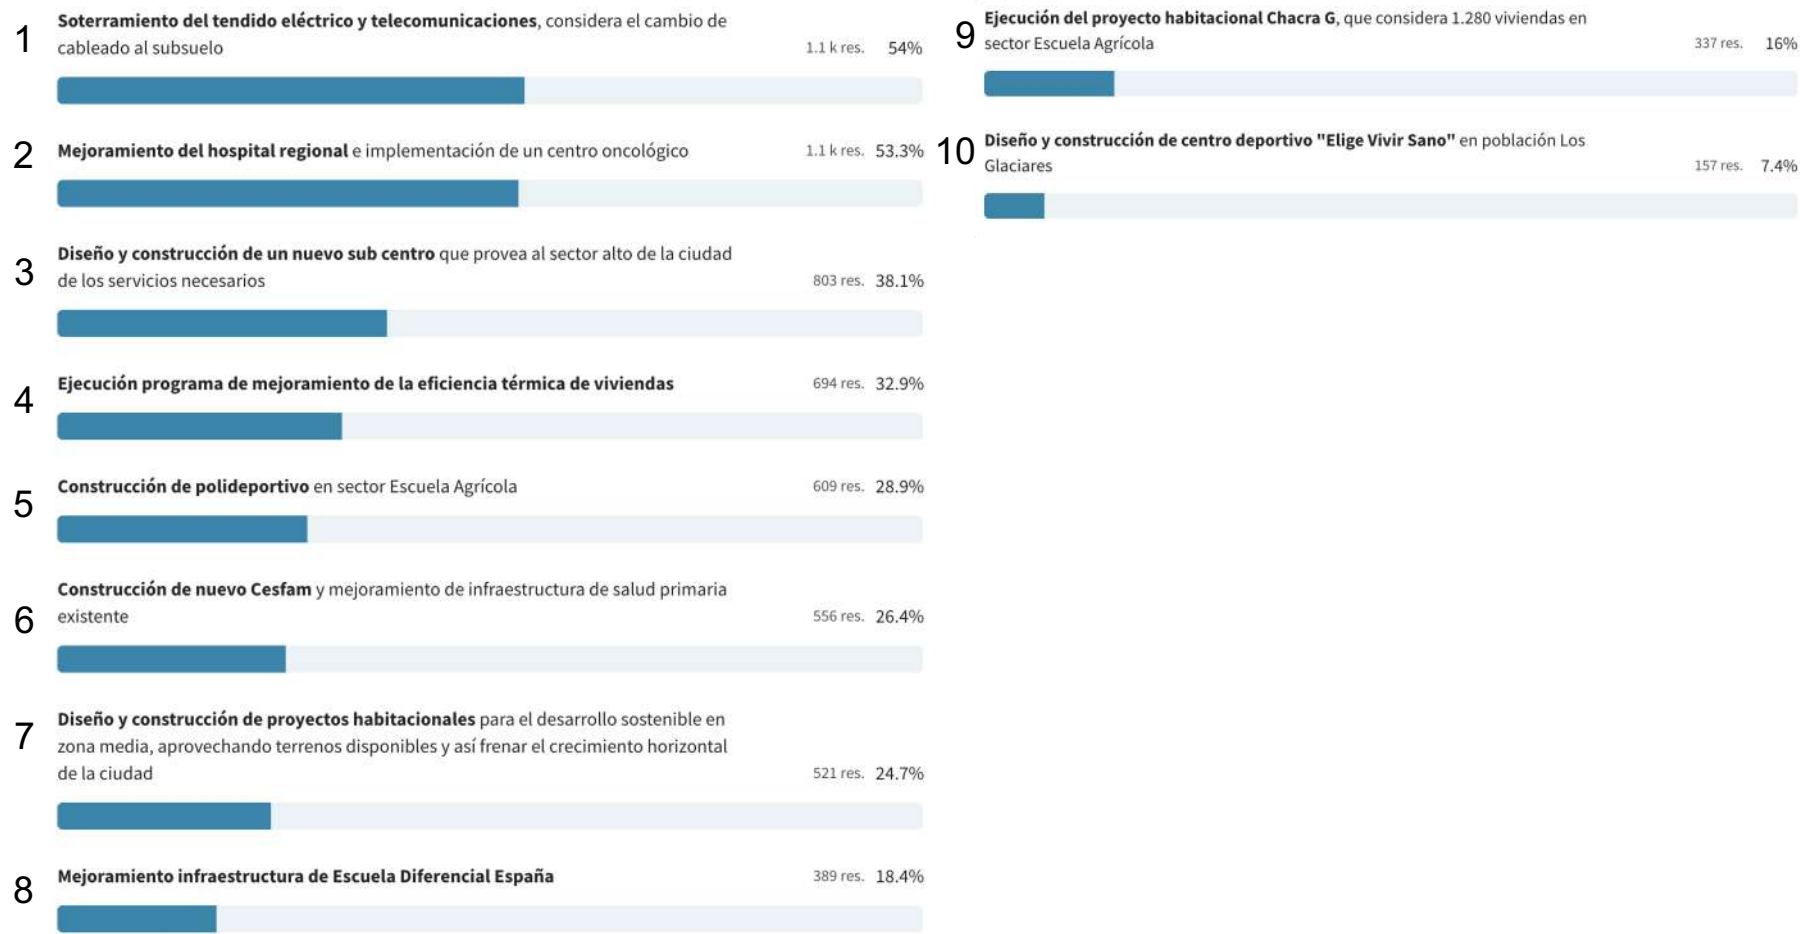 1
Soterramiento del tendido eléctrico y telecomunicaciones, considera el cambio de
cableado al subsuelo
1.1 k res. 54%
2
Mejoramiento del hospital regional e implementación de un centro oncológico
1.1 k res. 53.3%
3
Diseño y construcción de un nuevo sub centro que provea al sector alto de la ciudad
de los servicios necesarios
803 res. 38.1%
4
Ejecución programa de mejoramiento de la eficiencia térmica de viviendas
694 res. 32.9%
5
Construcción de polideportivo en sector Escuela Agrícola
609 res. 28.9%
6
Construcción de nuevo Cesfam y mejoramiento de infraestructura de salud primaria
existente
556 res. 26.4%
7
Diseño y construcción de proyectos habitacionales para el desarrollo sostenible en
zona media, aprovechando terrenos disponibles y así frenar el crecimiento horizontal
de la ciudad
521 res. 24.7%
8
Mejoramiento infraestructura de Escuela Diferencial España
389 res. 18.4%
9
Ejecución del proyecto habitacional Chacra G, que considera 1.280 viviendas en
sector Escuela Agrícola
337 res. 16%
10
Diseño y construcción de centro deportivo "Elige Vivir Sano" en población Los
Glaciares
157 res. 7.4%